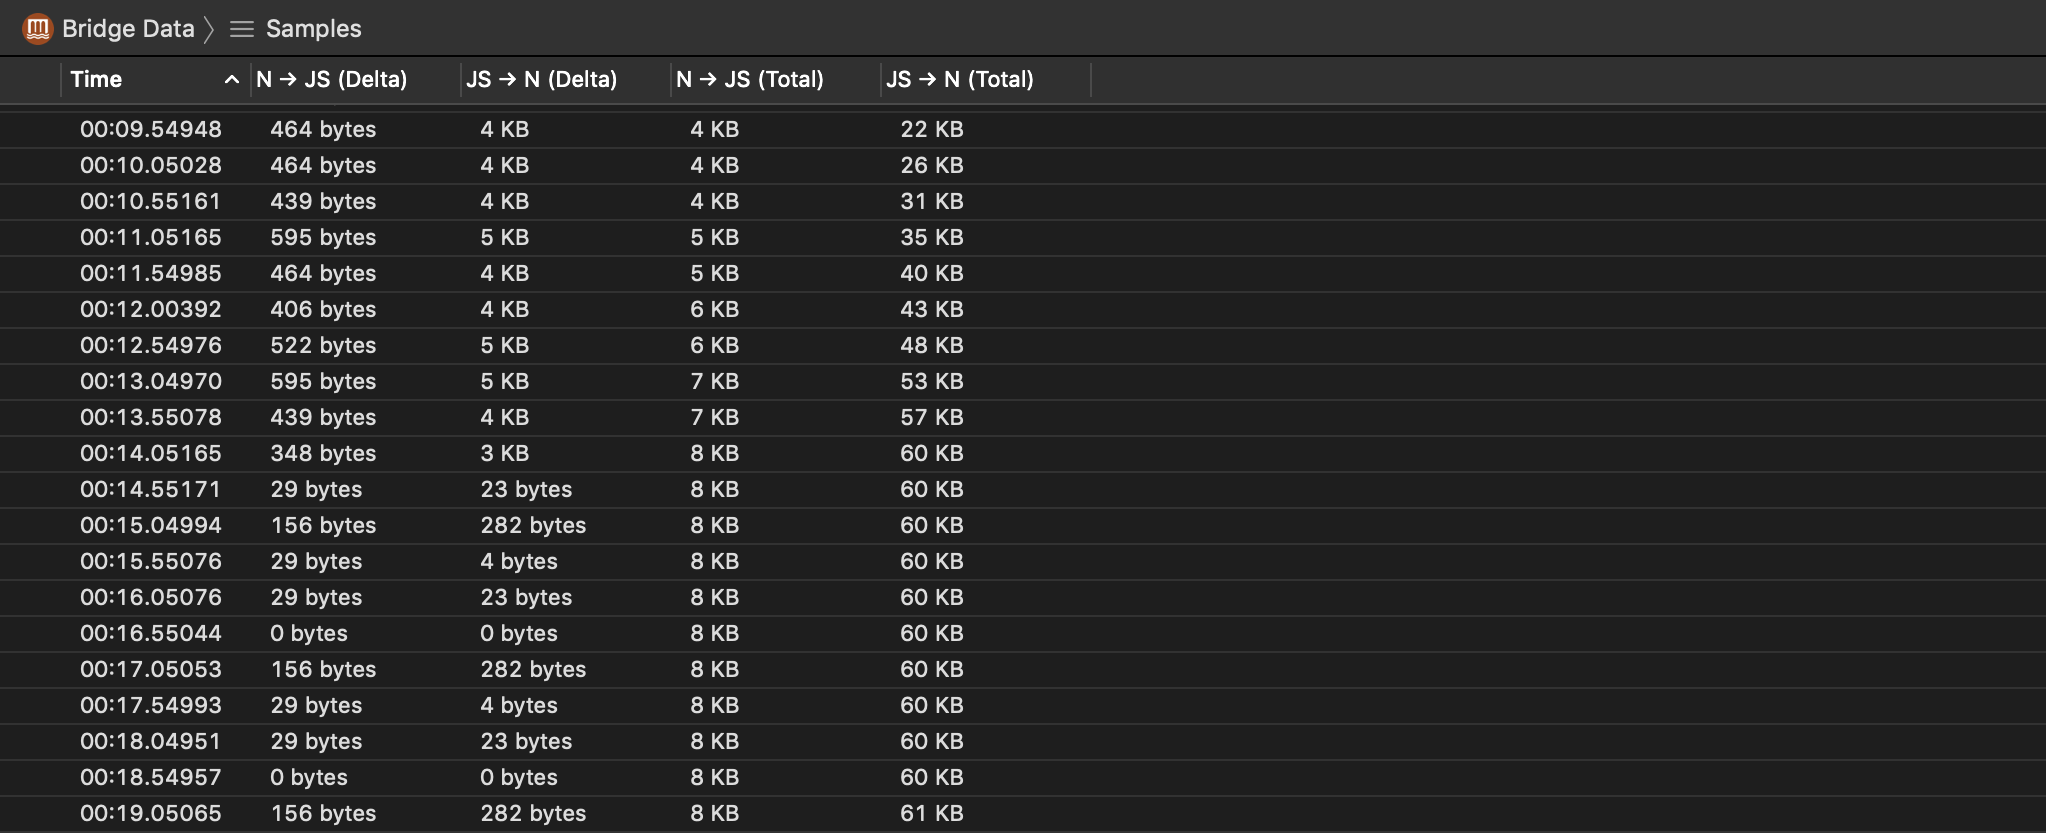 Bridge Data Samples
Time N → JS (Delta) JS → N (Delta) N → JS (Total) JS → N (Total)
00:09.54948 464 bytes 4 KB 4 KB 22 KB
00:10.05028 464 bytes 4 KB 4 KB 26 KB
00:10.55161 439 bytes 4 KB 4 KB 31 KB
00:11.05165 595 bytes 5 KB 5 KB 35 KB
00:11.54985 464 bytes 4 KB 5 KB 40 KB
00:12.00392 406 bytes 4 KB 6 KB 43 KB
00:12.54976 522 bytes 5 KB 6 KB 48 KB
00:13.04970 595 bytes 5 KB 7 KB 53 KB
00:13.55078 439 bytes 4 KB 7 KB 57 KB
00:14.05165 348 bytes 3 KB 8 KB 60 KB
00:14.55171 29 bytes 23 bytes 8 KB 60 KB
00:15.04994 156 bytes 282 bytes 8 KB 60 KB
00:15.55076 29 bytes 4 bytes 8 KB 60 KB
00:16.05076 29 bytes 23 bytes 8 KB 60 KB
00:16.55044 0 bytes 0 bytes 8 KB 60 KB
00:17.05053 156 bytes 282 bytes 8 KB 60 KB
00:17.54993 29 bytes 4 bytes 8 KB 60 KB
00:18.04951 29 bytes 23 bytes 8 KB 60 KB
00:18.54957 0 bytes 0 bytes 8 KB 60 KB
00:19.05065 156 bytes 282 bytes 8 KB 61 KB